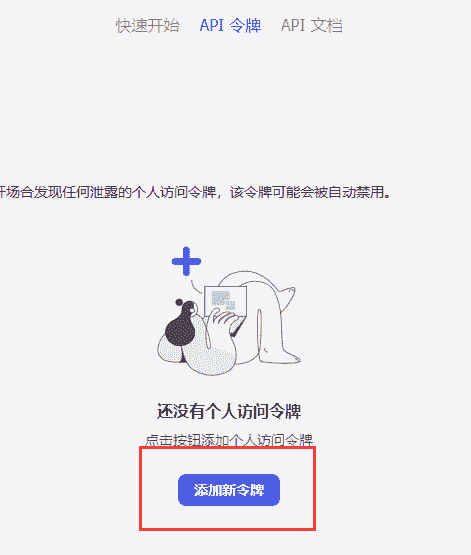 快速开始 API 令牌 API 文档
场合发现任何泄露的个人访问令牌，该令牌可能会被自动禁用。
还没有个人访问令牌
点击按钮添加个人访问令牌
添加新令牌